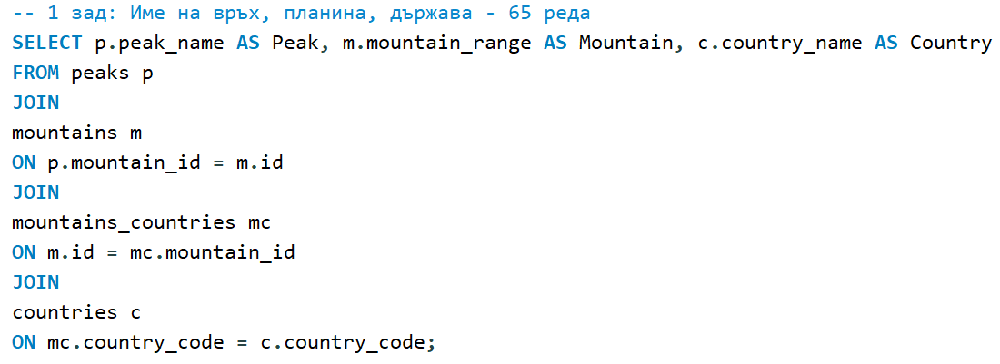 -- 1 зад: Име на връх, планина, държава - 65 реда
SELECT p.peak_name AS Peak, m.mountain_range AS Mountain, c.country_name AS Country
FROM peaks p
JOIN
mountains m
ON p.mountain_id = m.id
JOIN
mountains_countries mc
ON m.id = mc.mountain_id
JOIN
countries c
ON mc.country_code = c.country_code;